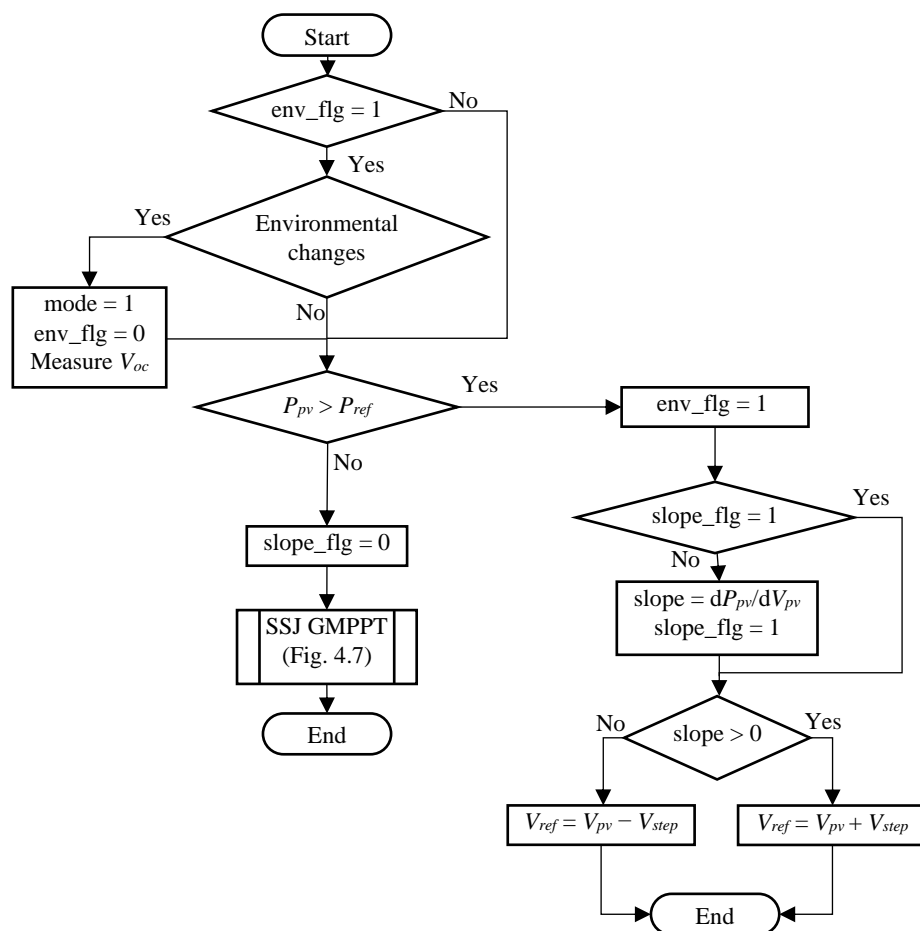 Start
env_flg = 1
No
Yes
Environmental
changes
Yes
No
mode = 1
env_flg = 0
Measure Voc
Ppv > Pref
Yes
No
env_flg = 1
slope_flg = 1
Yes
No
slope_flg = 0
slope = dPpv/dVpv
slope_flg = 1
SSJ GMPPT
(Fig. 4.7)
End
slope > 0
No
Yes
Vref = Vpv − Vstep
Vref = Vpv + Vstep
End